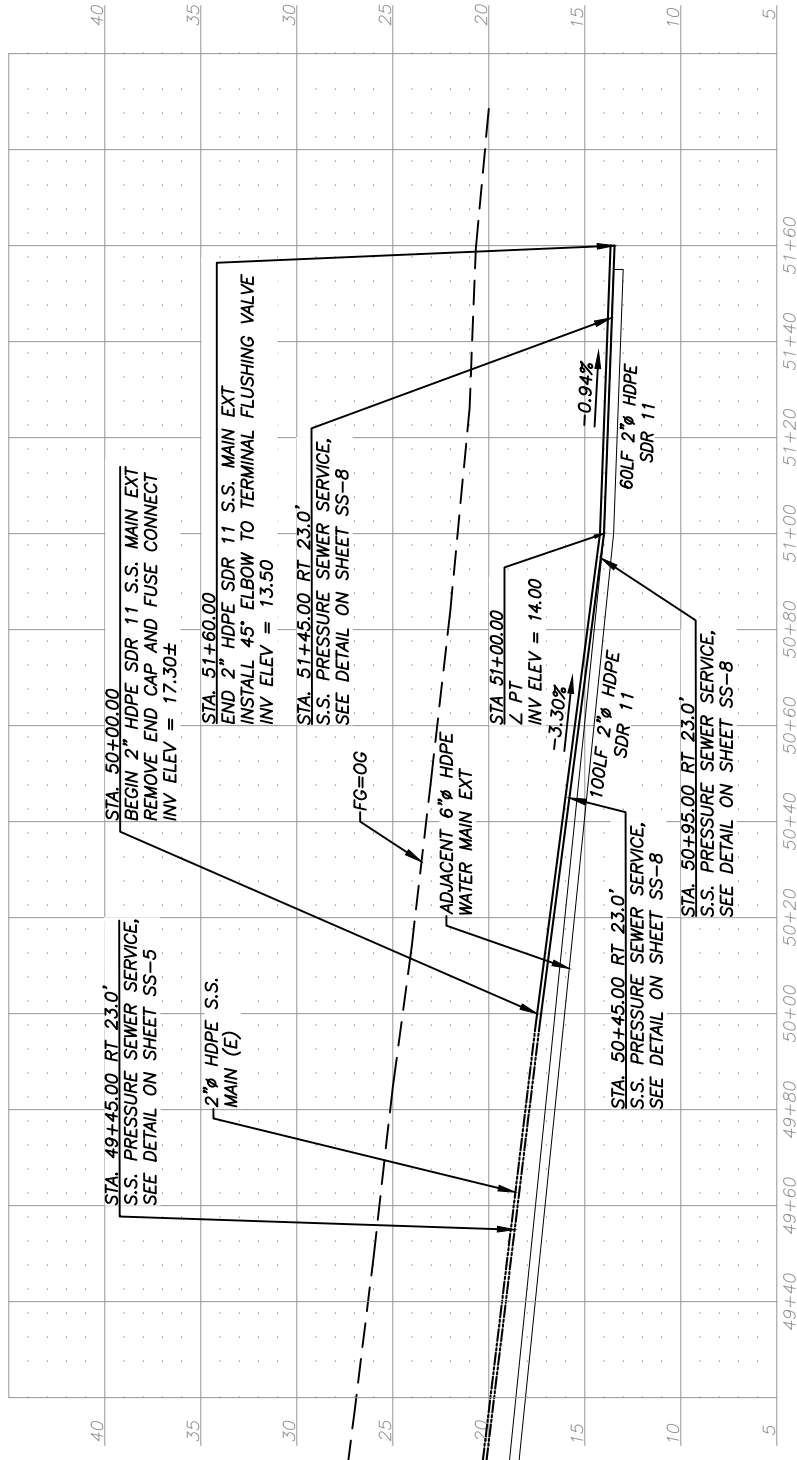 STA. 49+45.00 RT 23.0'
S.S. PRESSURE SEWER SERVICE,
SEE DETAIL ON SHEET SS-5
2"ø HDPE S.S.
MAIN (E)
STA. 50+00.00
BEGIN 2" HDPE SDR 11 S.S. MAIN EXT
REMOVE END CAP AND FUSE CONNECT
INV ELEV = 17.30±
STA. 51+60.00
END 2" HDPE SDR 11 S.S. MAIN EXT
INSTALL 45° ELBOW TO TERMINAL FLUSHING VALVE
INV ELEV = 13.50
STA. 51+45.00 RT 23.0'
S.S. PRESSURE SEWER SERVICE,
SEE DETAIL ON SHEET SS-8
FG=OG
ADJACENT 6"ø HDPE
WATER MAIN EXT
STA 51+00.00
∠ PT
INV ELEV = 14.00
-3.30%
-0.94%
100LF 2"ø HDPE
SDR 11
60LF 2"ø HDPE
SDR 11
STA. 50+45.00 RT 23.0'
S.S. PRESSURE SEWER SERVICE,
SEE DETAIL ON SHEET SS-8
STA. 50+95.00 RT 23.0'
S.S. PRESSURE SEWER SERVICE,
SEE DETAIL ON SHEET SS-8
40
35
30
25
20
15
10
5
40
35
30
25
20
15
10
5
49+40
49+60
49+80
50+00
50+20
50+40
50+60
50+80
51+00
51+20
51+40
51+60